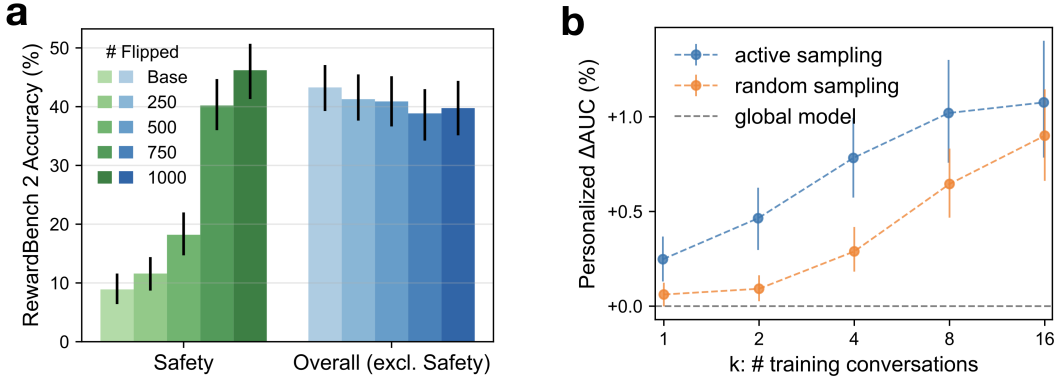 a
RewardBench 2 Accuracy (%)
50
40
30
20
10
0
# Flipped
Base
250
500
750
1000
Safety
Overall (excl. Safety)
b
Personalized ΔAUC (%)
+1.0
+0.5
+0.0
active sampling
random sampling
global model
1
2
4
8
16
k: # training conversations